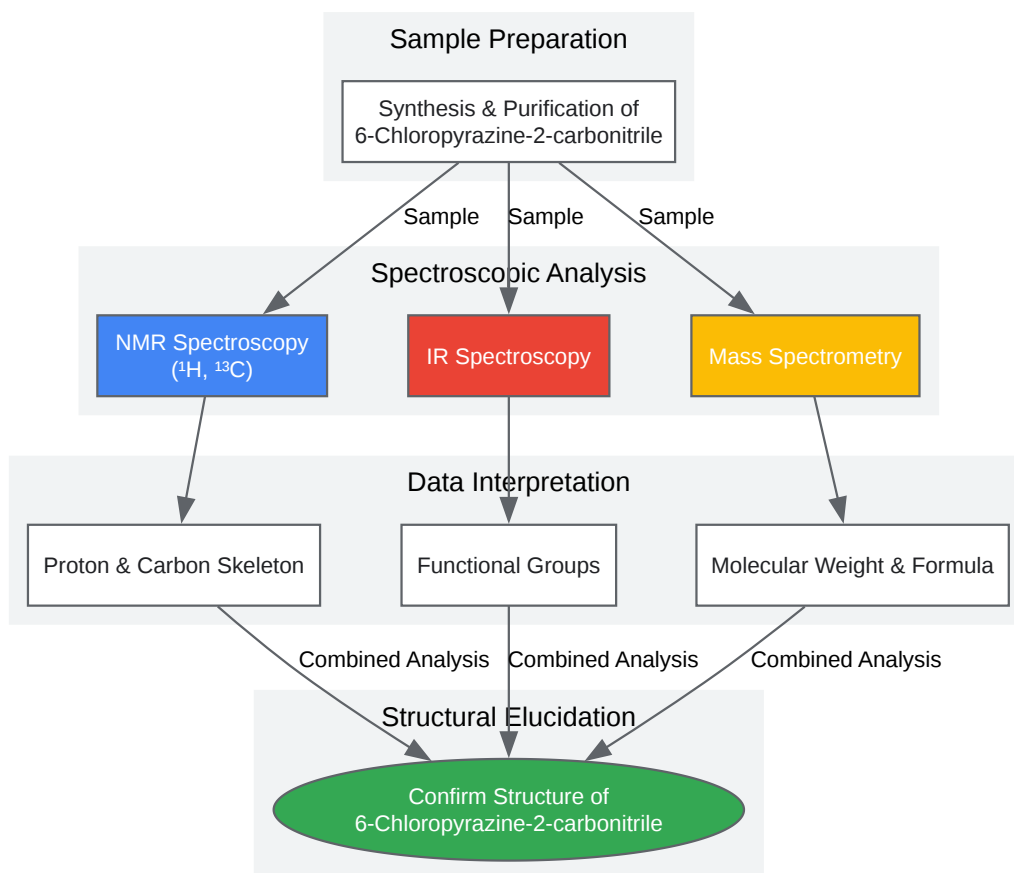 Sample Preparation
Synthesis & Purification of
6-Chloropyrazine-2-carbonitrile
Sample
Sample
Sample
Spectroscopic Analysis
NMR Spectroscopy
(¹H, ¹³C)
IR Spectroscopy
Mass Spectrometry
Data Interpretation
Proton & Carbon Skeleton
Functional Groups
Molecular Weight & Formula
Combined Analysis
Combined Analysis
Combined Analysis
Structural Elucidation
Confirm Structure of
6-Chloropyrazine-2-carbonitrile